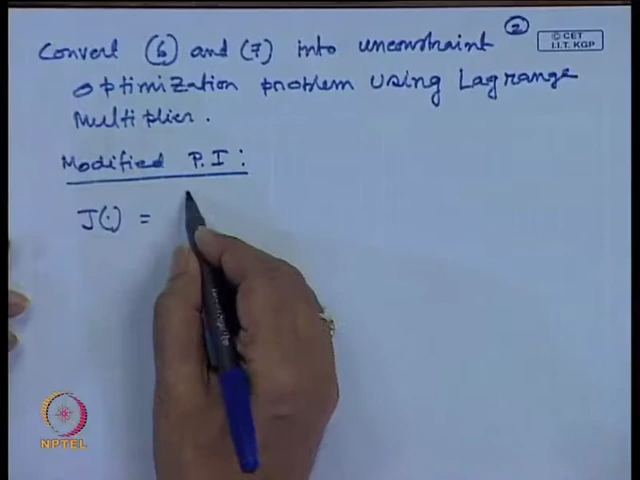 Convert (6) and (7) into unconstraint
optimization problem using Lagrange
Multiplier.
Modified P.I:
J(·) =
2
© CET
I.I.T. KGP
NPTEL